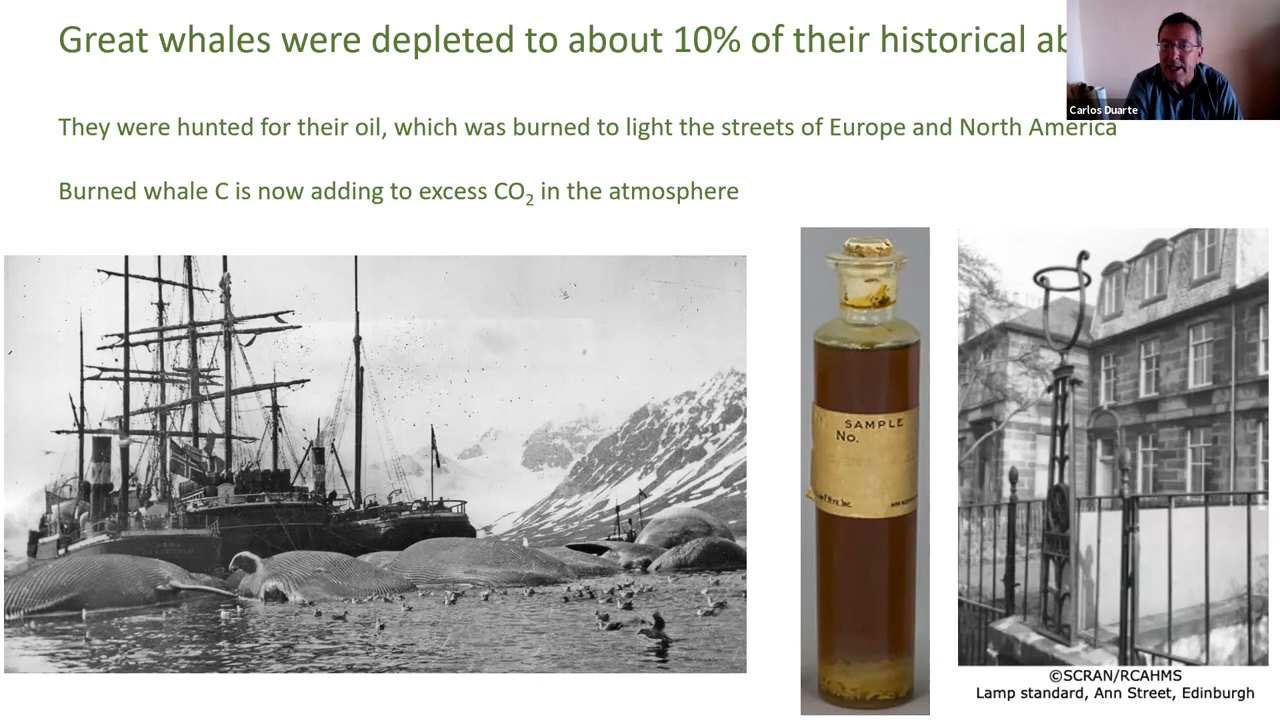 Great whales were depleted to about 10% of their historical ab
Carlos Duarte
They were hunted for their oil, which was burned to light the streets of Europe and North America
Burned whale C is now adding to excess CO₂ in the atmosphere
SAMPLE
No.
©SCRAN/RCAHMS
Lamp standard, Ann Street, Edinburgh